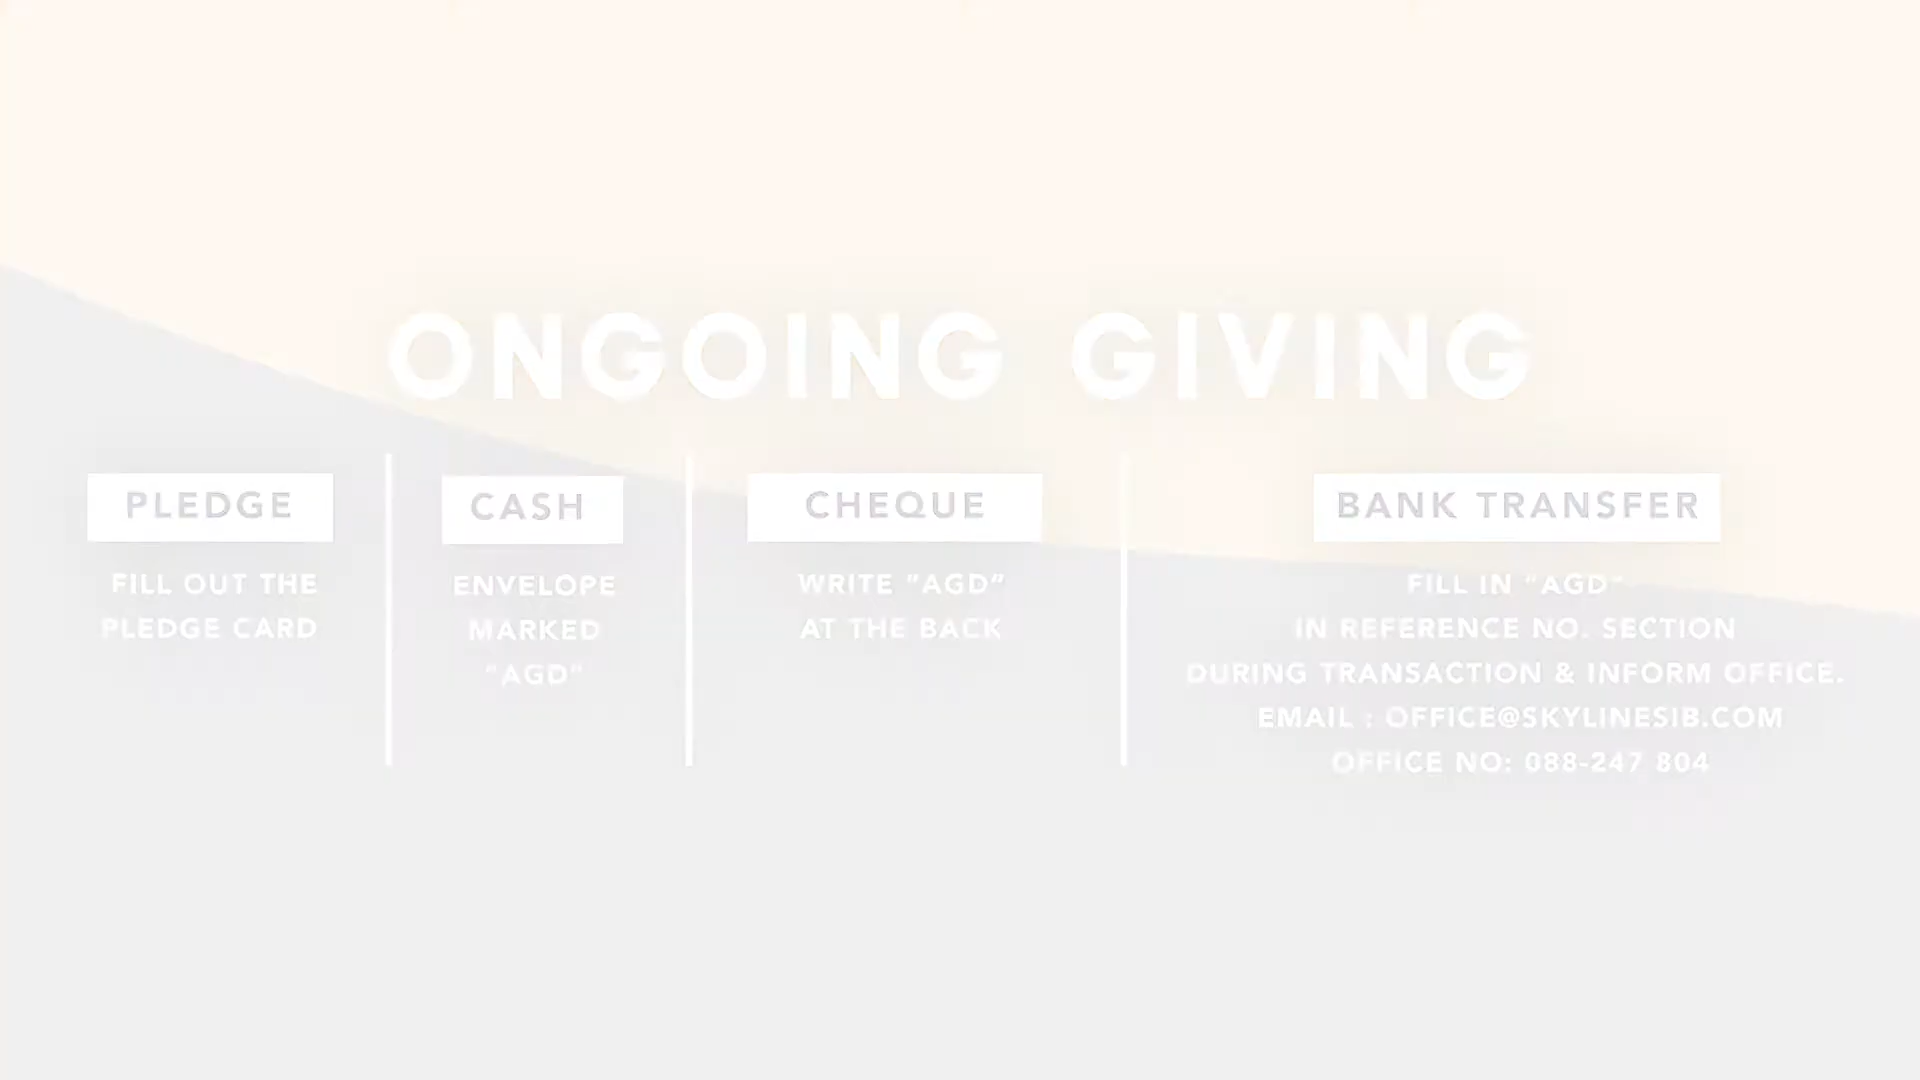 ONGOING GIVING
PLEDGE
FILL OUT THE
PLEDGE CARD
CASH
ENVELOPE
MARKED
"AGD"
CHEQUE
WRITE "AGD"
AT THE BACK
BANK TRANSFER
FILL IN "AGD"
IN REFERENCE NO. SECTION
DURING TRANSACTION & INFORM OFFICE.
EMAIL : OFFICE@SKYLINESIB.COM
OFFICE NO: 088-247 804